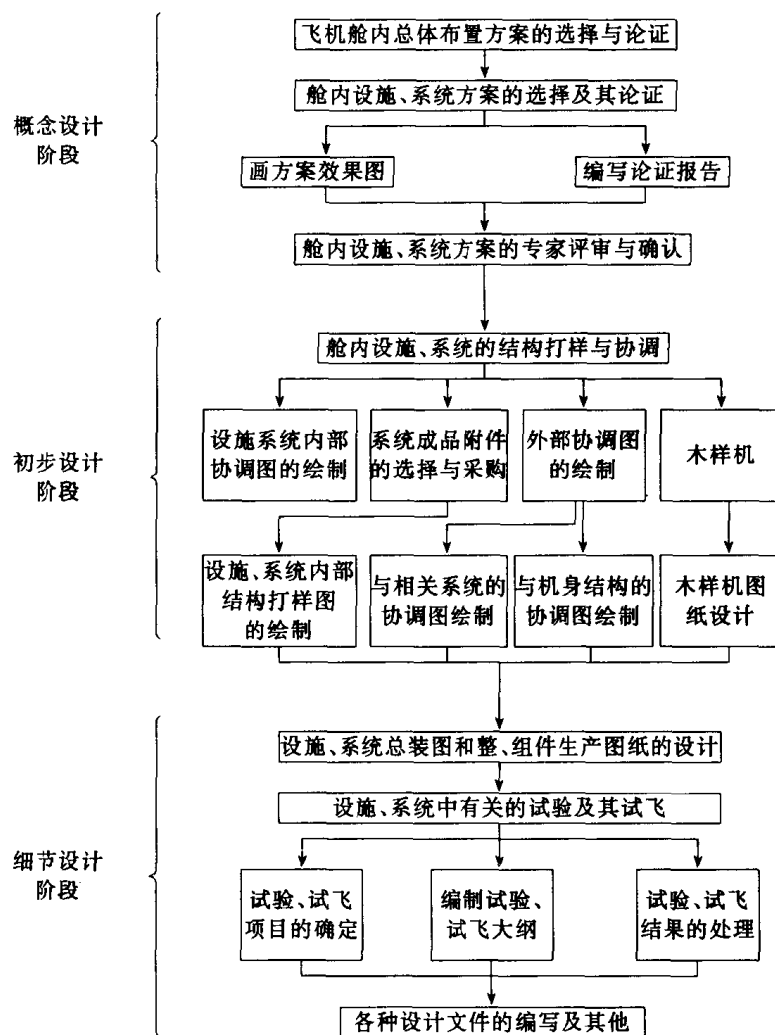 飞机舱内总体布置方案的选择与论证
舱内设施、系统方案的选择及其论证
概念设计
阶段
画方案效果图
编写论证报告
舱内设施、系统方案的专家评审与确认
舱内设施、系统的结构打样与协调
初步设计
阶段
设施系统内部
协调图的绘制
系统成品附件
的选择与采购
外部协调图
的绘制
木样机
设施、系统内部
结构打样图
的绘制
与相关系统的
协调图绘制
与机身结构的
协调图绘制
木样机图
纸设计
设施、系统总装图和整、组件生产图纸的设计
设施、系统中有关的试验及其试飞
细节设计
阶段
试验、试飞
项目的确定
编制试验、
试飞大纲
试验、试飞
结果的处理
各种设计文件的编写及其他